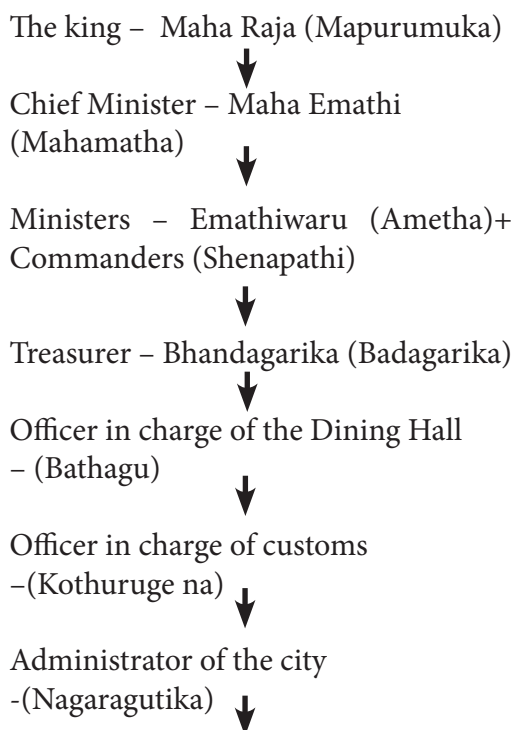 The king – Maha Raja (Mapurumuka)
Chief Minister – Maha Emathi
(Mahamatha)
Ministers – Emathiwaru (Ametha)+
Commanders (Shenapathi)
Treasurer – Bhandagarika (Badagarika)
Officer in charge of the Dining Hall
– (Bathagu)
Officer in charge of customs
–(Kothuruge na)
Administrator of the city
-(Nagaragutika)